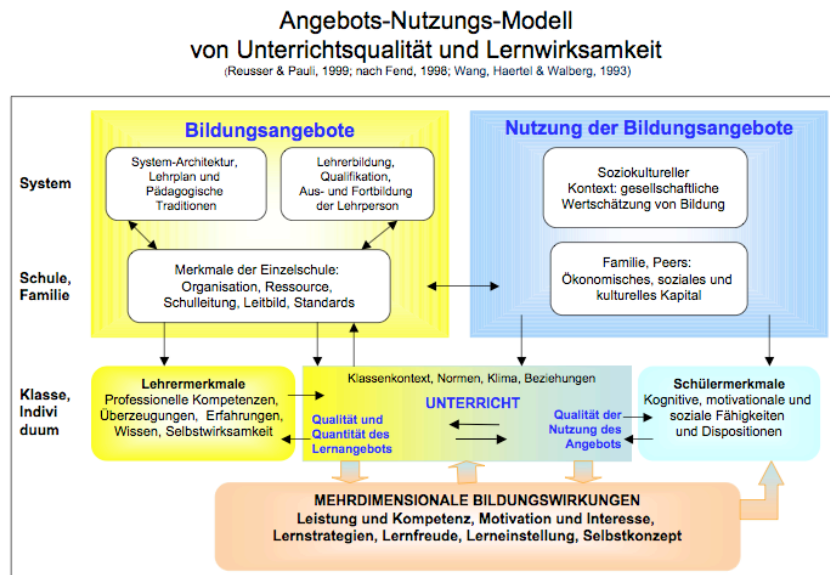 Angebots-Nutzungs-Modell
von Unterrichtsqualität und Lernwirksamkeit
(Reusser & Pauli, 1999; nach Fend, 1998; Wang, Haertel & Walberg, 1993)
Bildungsangebote
Nutzung der Bildungsangebote
System
System-Architektur,
Lehrplan und
Pädagogische
Traditionen
Lehrerbildung,
Qualifikation,
Aus- und Fortbildung
der Lehrperson
Soziokultureller
Kontext: gesellschaftliche
Wertschätzung von Bildung
Schule,
Familie
Merkmale der Einzelschule:
Organisation, Ressource,
Schulleitung, Leitbild, Standards
Familie, Peers:
Ökonomisches, soziales und
kulturelles Kapital
Klasse,
Indivi
duum
Lehrermerkmale
Professionelle Kompetenzen,
Überzeugungen, Erfahrungen,
Wissen, Selbstwirksamkeit
Klassenkontext, Normen, Klima, Beziehungen
UNTERRICHT
Qualität und
Quantität des
Lernangebots
Qualität der
Nutzung des
Angebots
Schülermerkmale
Kognitive, motivationale und
soziale Fähigkeiten
und Dispositionen
MEHRDIMENSIONALE BILDUNGSWIRKUNGEN
Leistung und Kompetenz, Motivation und Interesse,
Lernstrategien, Lernfreude, Lerneinstellung, Selbstkonzept